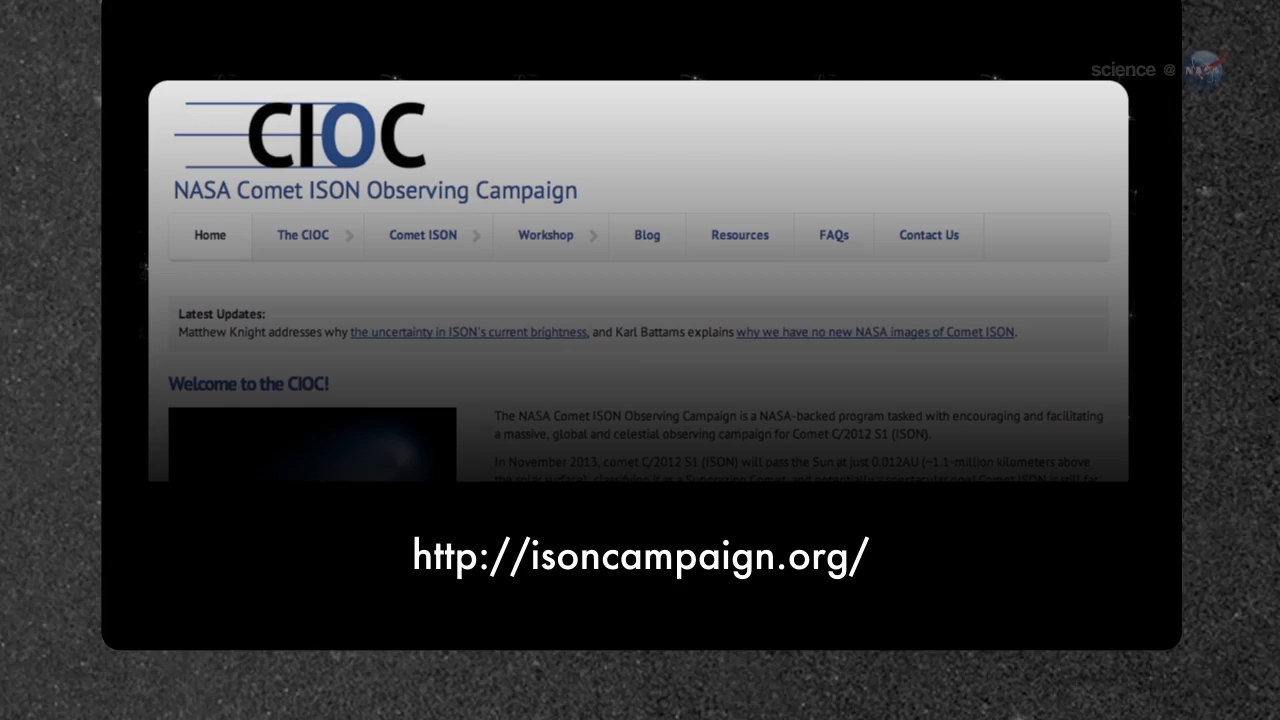 science @ NASA
CIOC
NASA Comet ISON Observing Campaign
Home The CIOC Comet ISON Workshop Blog Resources FAQs Contact Us
Latest Updates:
Matthew Knight addresses why the uncertainty in ISON's current brightness, and Karl Battams explains why we have no new NASA images of Comet ISON.
Welcome to the CIOC!
The NASA Comet ISON Observing Campaign is a NASA-backed program tasked with encouraging and facilitating
a massive, global and celestial observing campaign for Comet C/2012 S1 (ISON).
In November 2013, comet C/2012 S1 (ISON) will pass the Sun at just 0.012AU (~1.1-million kilometers above
http://isoncampaign.org/